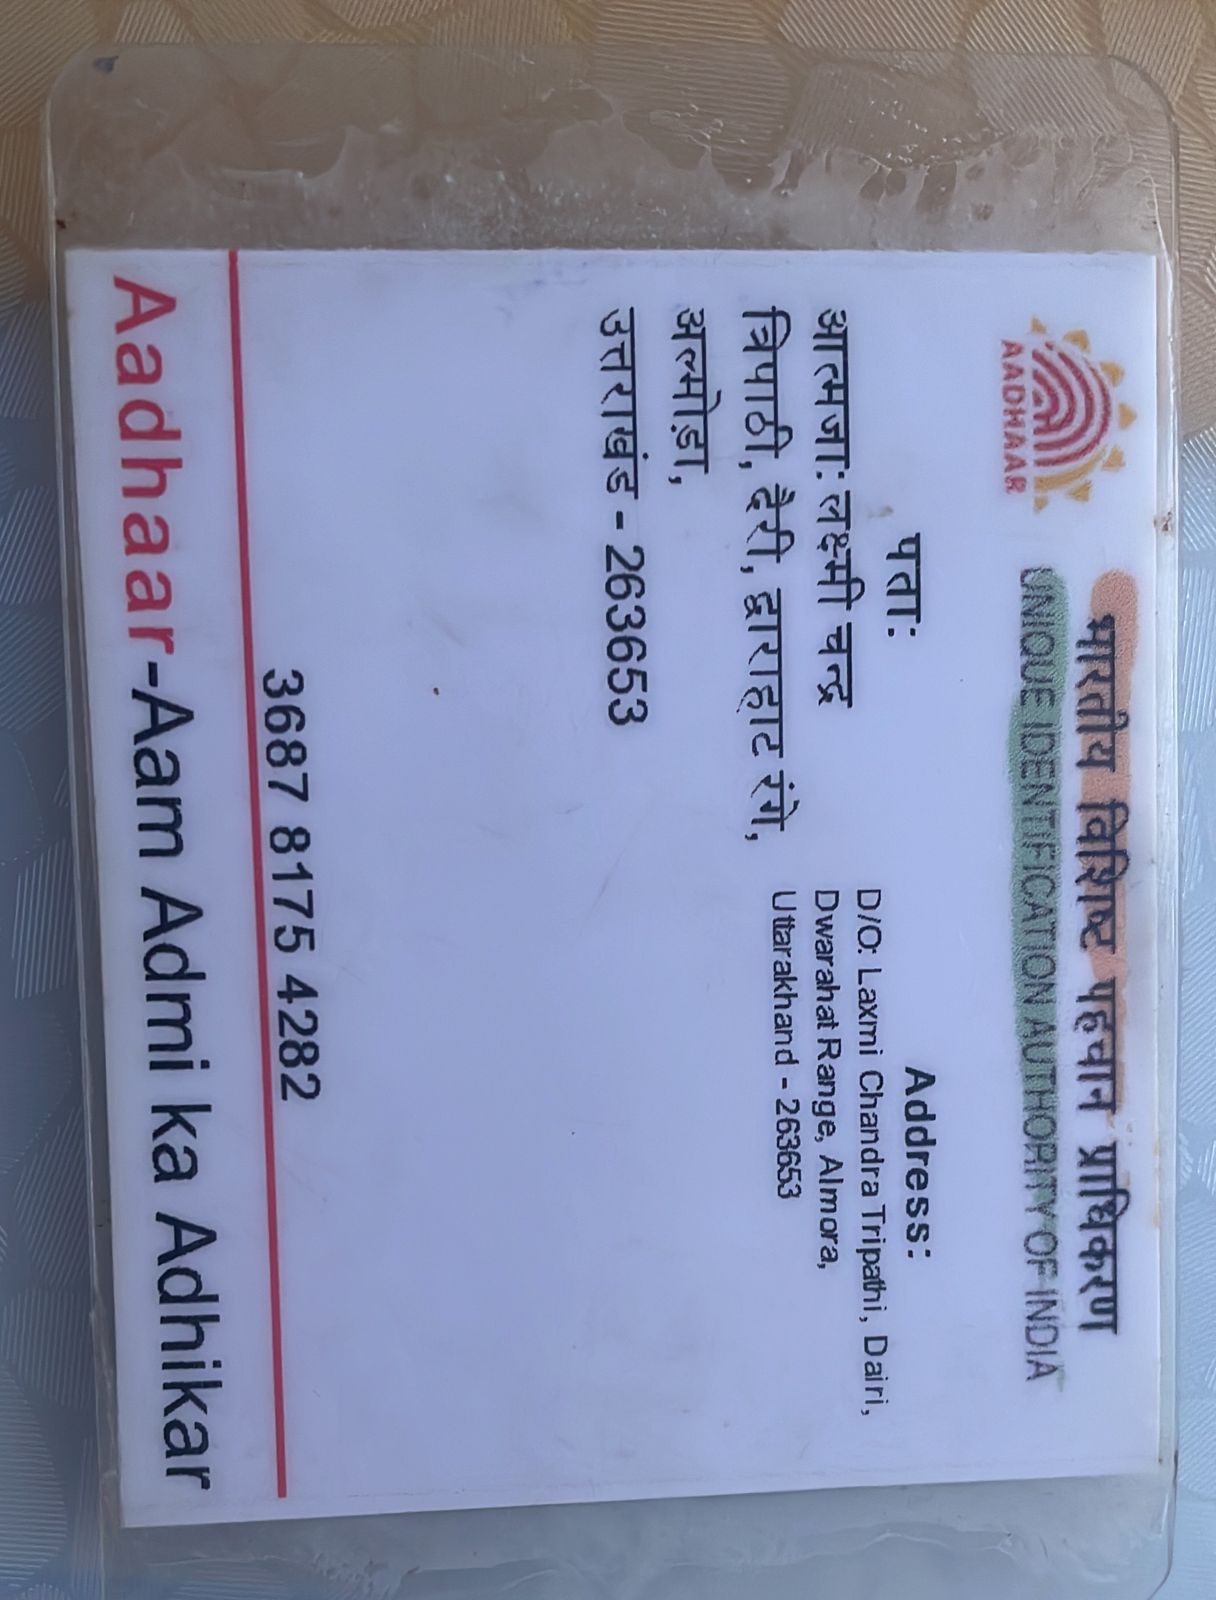 भारतीय विशिष्ट पहचान प्राधिकरण
UNIQUE IDENTIFICATION AUTHORITY OF INDIA
AADHAAR
पताः
आत्मजाः लक्ष्मी चन्द्र
त्रिपाठी, दैरी, द्वाराहाट रंगे,
अल्मोड़ा,
उत्तराखंड - 263653
Address:
D/O: Laxmi Chandra Tripathi, Dairi,
Dwarahat Range, Almora,
Uttarakhand - 263653
3687 8175 4282
Aadhaar-Aam Admi ka Adhikar